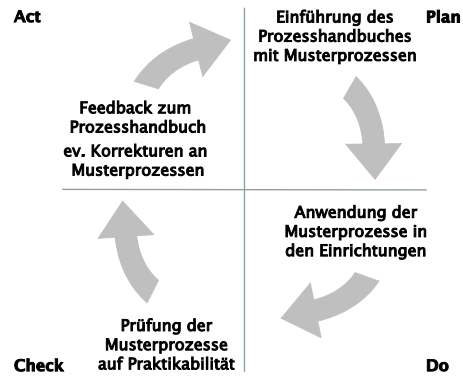 Act
Plan
Einführung des
Prozesshandbuches
mit Musterprozessen
Feedback zum
Prozesshandbuch
ev. Korrekturen an
Musterprozessen
Anwendung der
Musterprozesse in
den Einrichtungen
Prüfung der
Musterprozesse
auf Praktikabilität
Check
Do